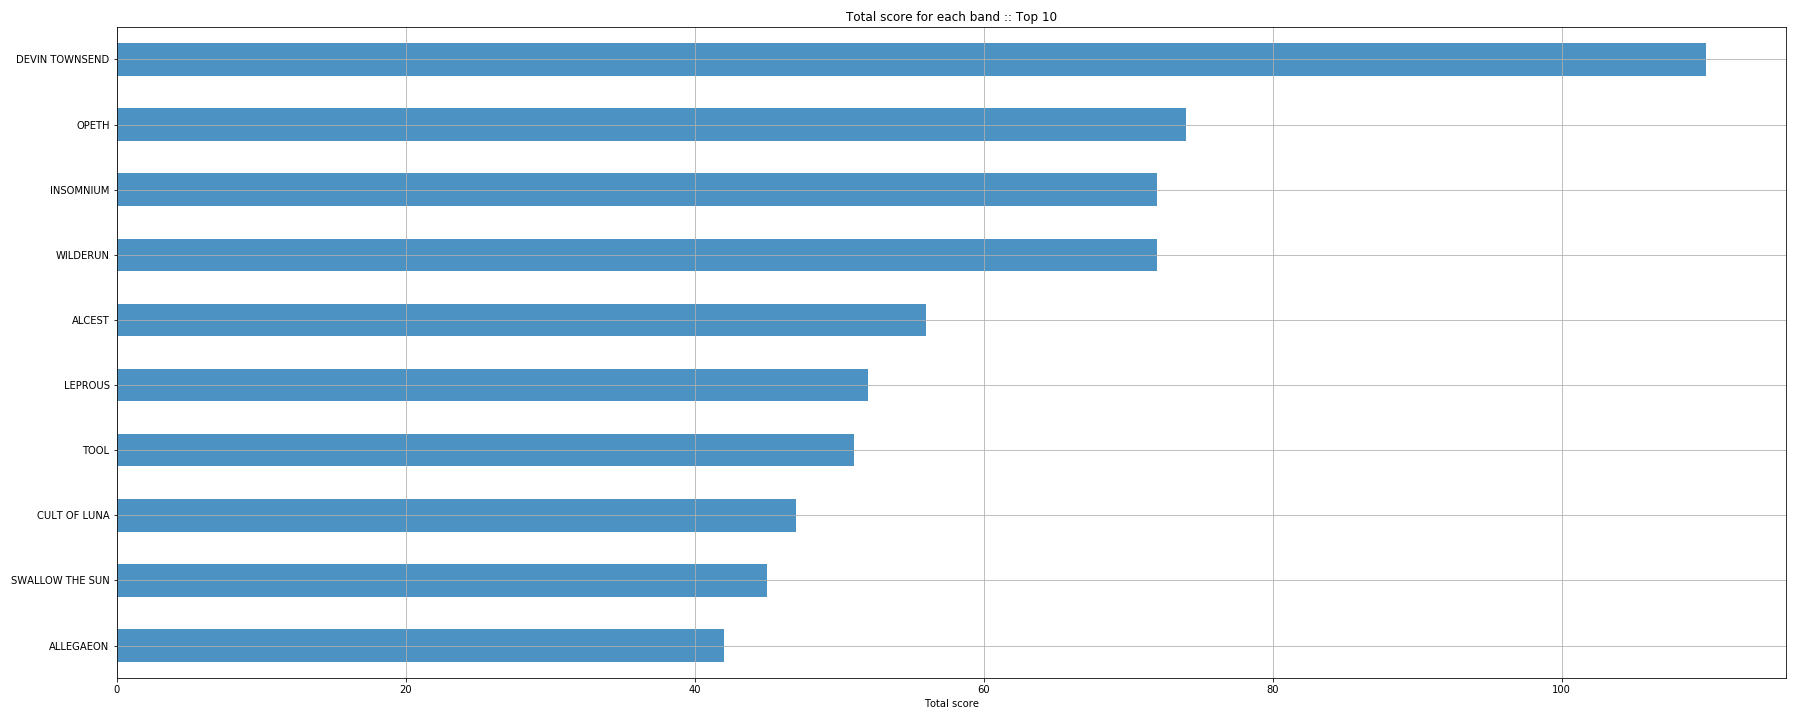 Total score for each band :: Top 10
DEVIN TOWNSEND
OPETH
INSOMNIUM
WILDERUN
ALCEST
LEPROUS
TOOL
CULT OF LUNA
SWALLOW THE SUN
ALLEGAEON
0 20 40 60 80 100
Total score